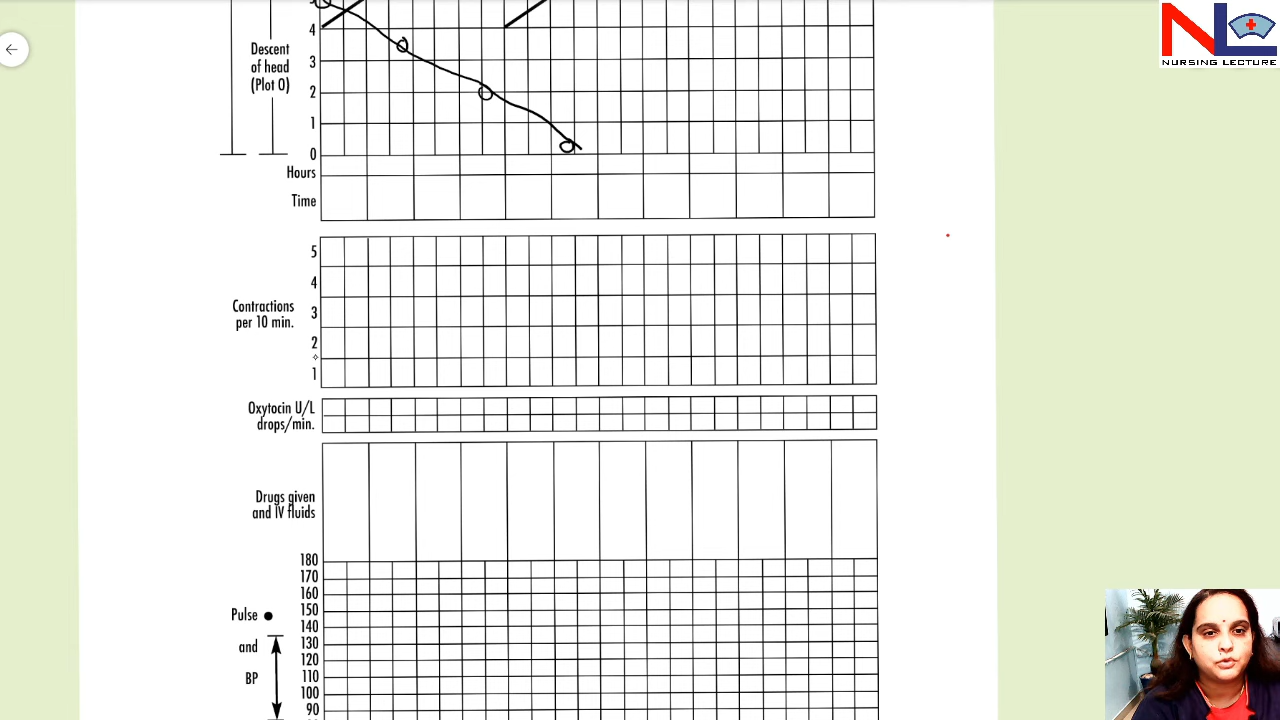 NL
NURSING LECTURE
4
Descent
of head
(Plot O)
3
2
1
0
Hours
Time
5
4
Contractions
per 10 min.
3
2
1
Oxytocin U/L
drops/min.
Drugs given
and IV fluids
180
170
160
Pulse
150
140
and
130
120
BP
110
100
90